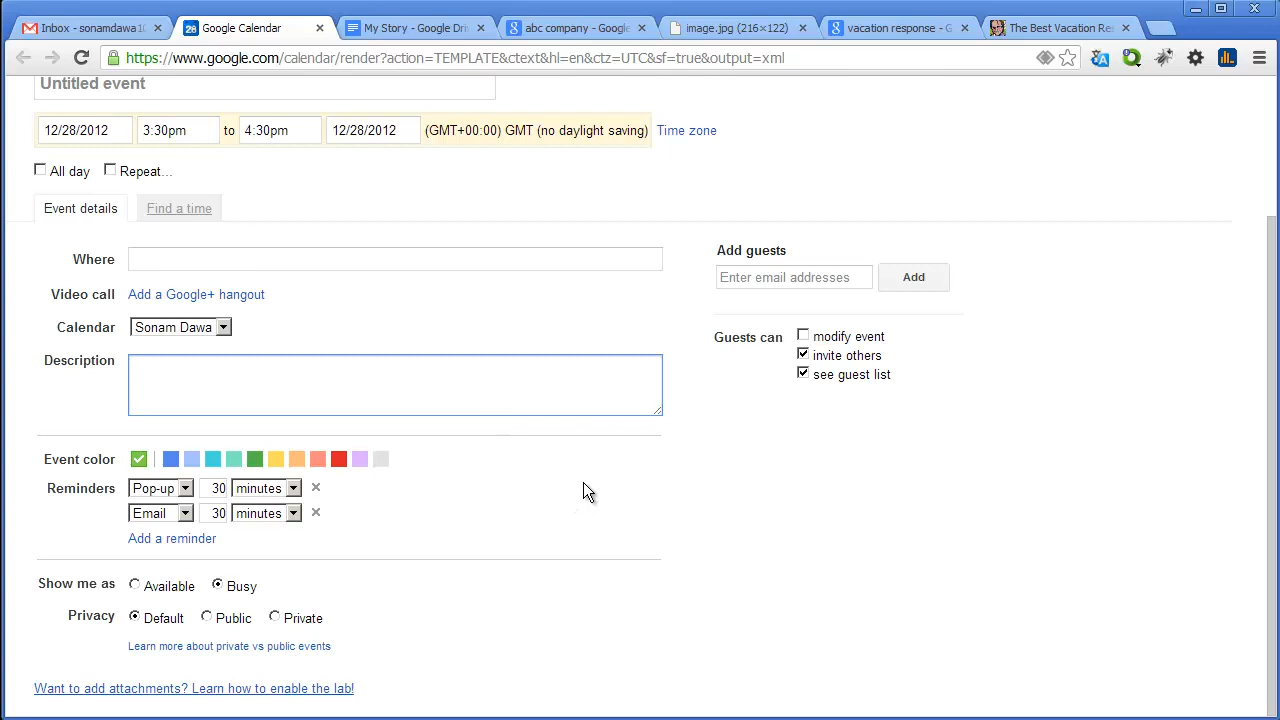 Inbox - sonamdawa10
Google Calendar
My Story - Google Driv
abc company - Google
image.jpg (216×122)
vacation response - G
The Best Vacation Res
https://www.google.com/calendar/render?action=TEMPLATE&ctext&hl=en&ctz=UTC&sf=true&output=xml
Untitled event
12/28/2012 3:30pm to 4:30pm 12/28/2012 (GMT+00:00) GMT (no daylight saving) Time zone
All day Repeat...
Event details Find a time
Where
Video call Add a Google+ hangout
Calendar Sonam Dawa
Description
Event color
Reminders Pop-up 30 minutes
Email 30 minutes
Add a reminder
Show me as Available Busy
Privacy Default Public Private
Learn more about private vs public events
Want to add attachments? Learn how to enable the lab!
Add guests
Enter email addresses Add
Guests can modify event
invite others
see guest list